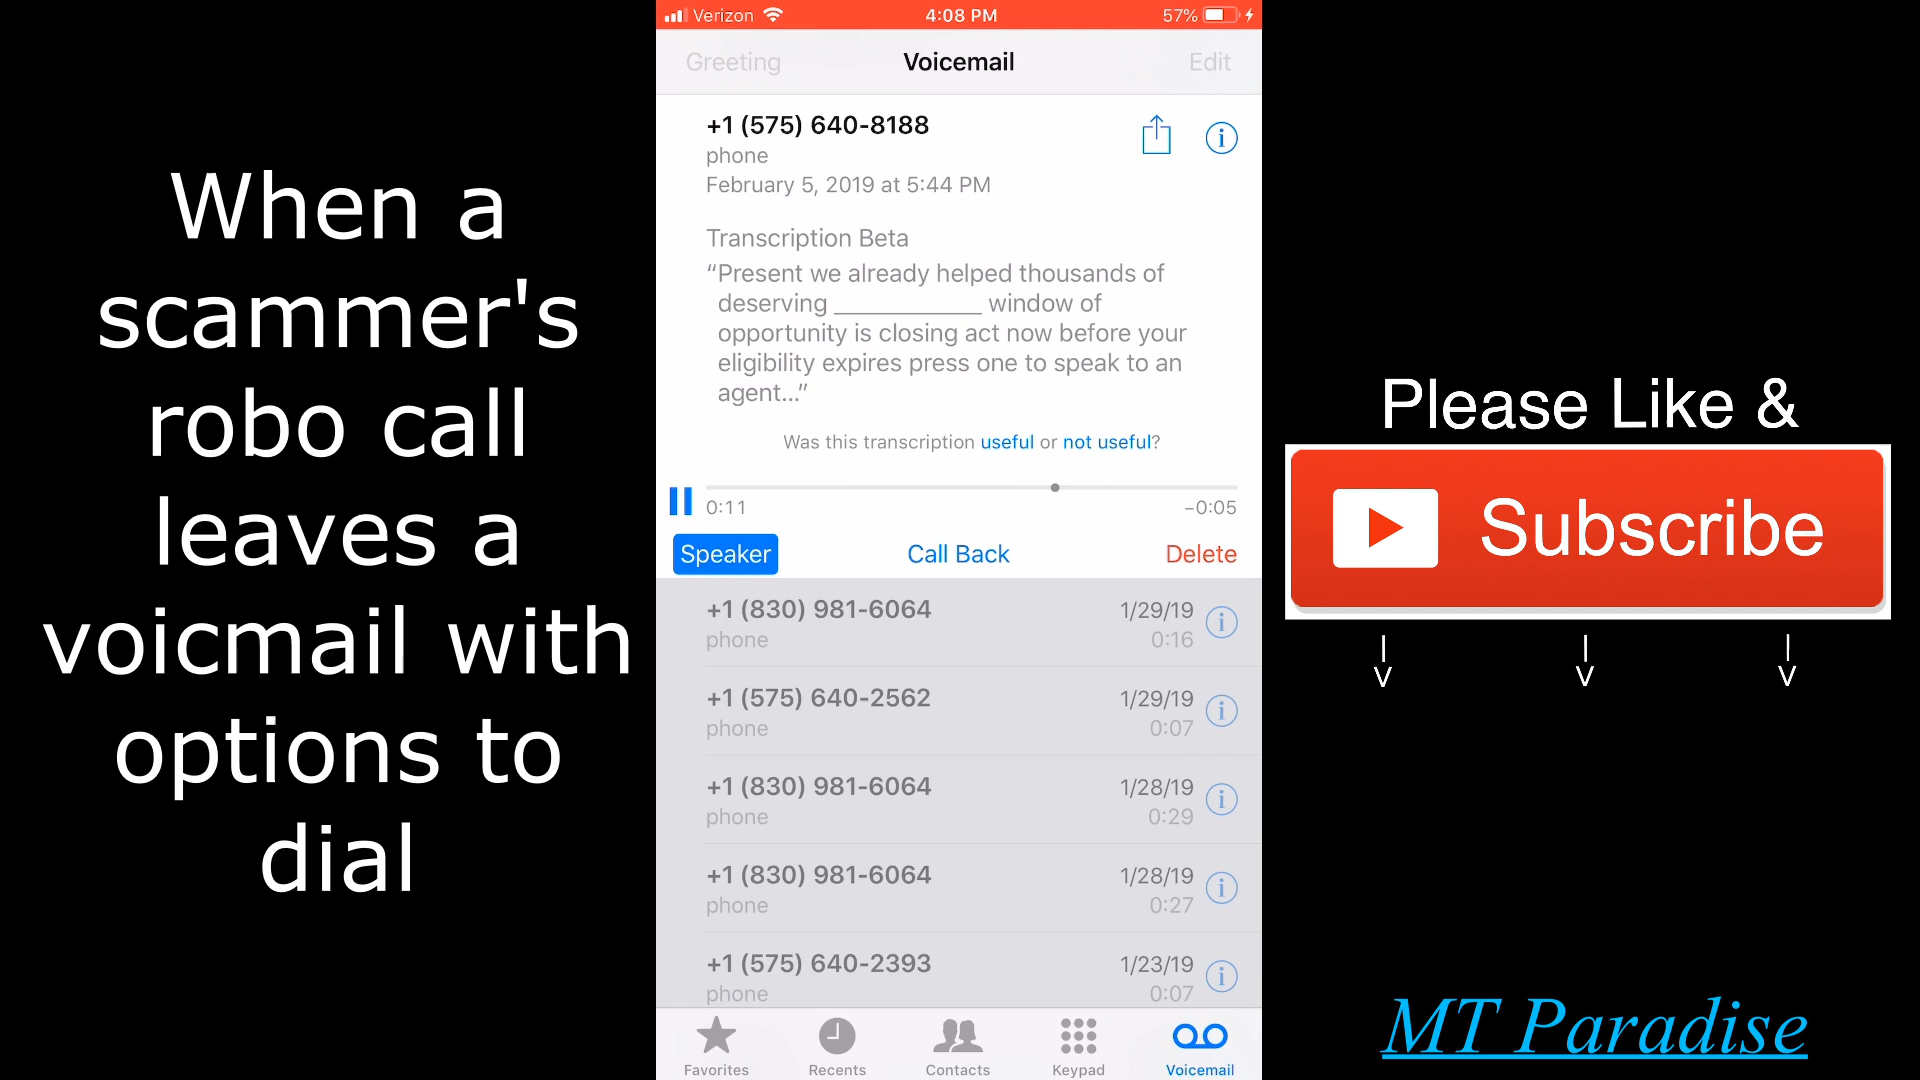 When a
scammer's
robo call
leaves a
voicmail with
options to
dial
Verizon 4:08 PM 57%
Greeting Voicemail Edit
+1 (575) 640-8188
phone
February 5, 2019 at 5:44 PM
Transcription Beta
“Present we already helped thousands of
deserving ____________ window of
opportunity is closing act now before your
eligibility expires press one to speak to an
agent...”
Was this transcription useful or not useful?
0:11 −0:05
Speaker Call Back Delete
+1 (830) 981-6064 1/29/19
phone 0:16
+1 (575) 640-2562 1/29/19
phone 0:07
+1 (830) 981-6064 1/28/19
phone 0:29
+1 (830) 981-6064 1/28/19
phone 0:27
+1 (575) 640-2393 1/23/19
phone 0:07
Favorites Recents Contacts Keypad Voicemail
Please Like &
Subscribe
MT Paradise